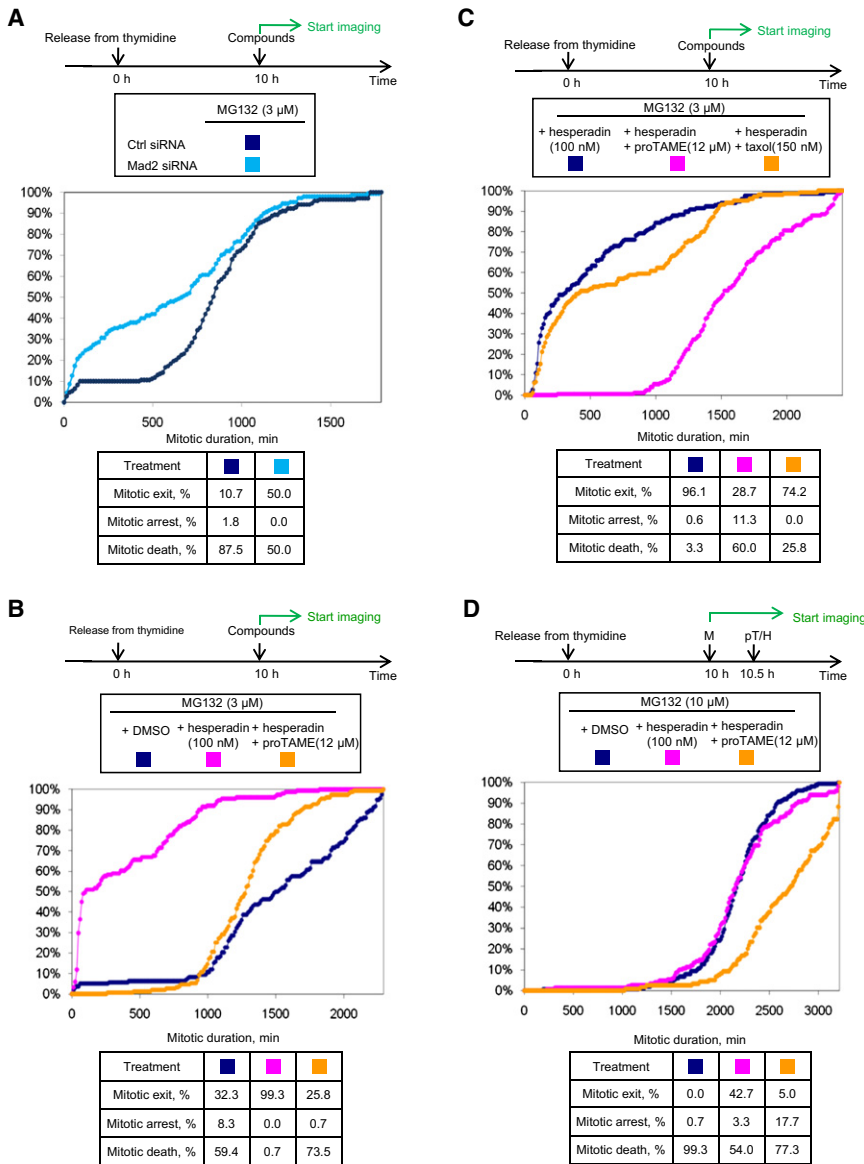 A
Start imaging
Release from thymidine
Compounds
0 h
10 h
Time
MG132 (3 µM)
Ctrl siRNA
Mad2 siRNA
100%
90%
80%
70%
60%
50%
40%
30%
20%
10%
0%
0 500 1000 1500
Mitotic duration, min
Treatment
Mitotic exit, % 10.7 50.0
Mitotic arrest, % 1.8 0.0
Mitotic death, % 87.5 50.0
B
Start imaging
Release from thymidine
Compounds
0 h
10 h
Time
MG132 (3 µM)
+ DMSO + hesperadin + hesperadin
(100 nM) + proTAME(12 µM)
100%
90%
80%
70%
60%
50%
40%
30%
20%
10%
0%
0 500 1000 1500 2000
Mitotic duration, min
Treatment
Mitotic exit, % 32.3 99.3 25.8
Mitotic arrest, % 8.3 0.0 0.7
Mitotic death, % 59.4 0.7 73.5
C
Start imaging
Release from thymidine
Compounds
0 h
10 h
Time
MG132 (3 µM)
+ hesperadin + hesperadin + hesperadin
(100 nM) + proTAME(12 µM) + taxol(150 nM)
100%
90%
80%
70%
60%
50%
40%
30%
20%
10%
0%
0 500 1000 1500 2000
Mitotic duration, min
Treatment
Mitotic exit, % 96.1 28.7 74.2
Mitotic arrest, % 0.6 11.3 0.0
Mitotic death, % 3.3 60.0 25.8
D
Start imaging
Release from thymidine
M
pT/H
0 h
10 h
10.5 h
Time
MG132 (10 µM)
+ DMSO + hesperadin + hesperadin
(100 nM) + proTAME(12 µM)
100%
90%
80%
70%
60%
50%
40%
30%
20%
10%
0%
0 500 1000 1500 2000 2500 3000
Mitotic duration, min
Treatment
Mitotic exit, % 0.0 42.7 5.0
Mitotic arrest, % 0.7 3.3 17.7
Mitotic death, % 99.3 54.0 77.3